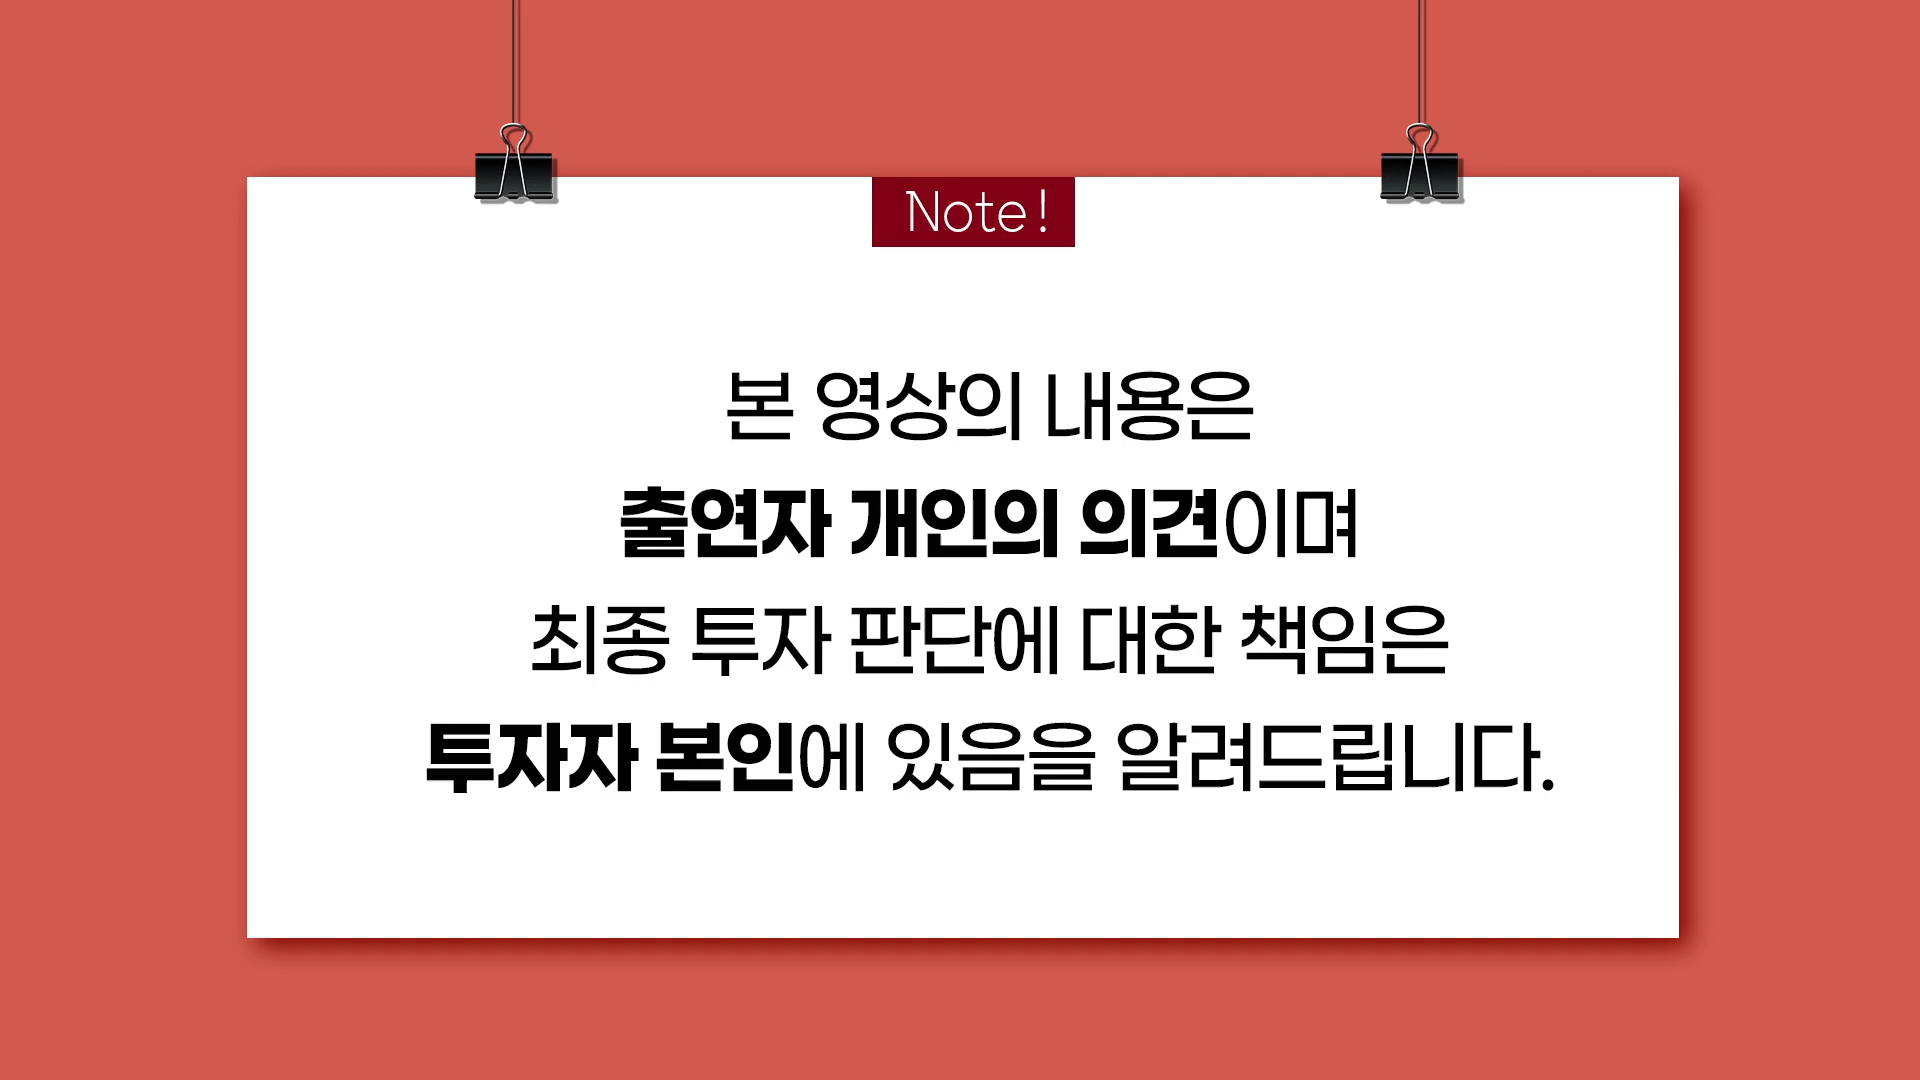 Note!
본 영상의 내용은
출연자 개인의 의견이며
최종 투자 판단에 대한 책임은
투자자 본인에 있음을 알려드립니다.